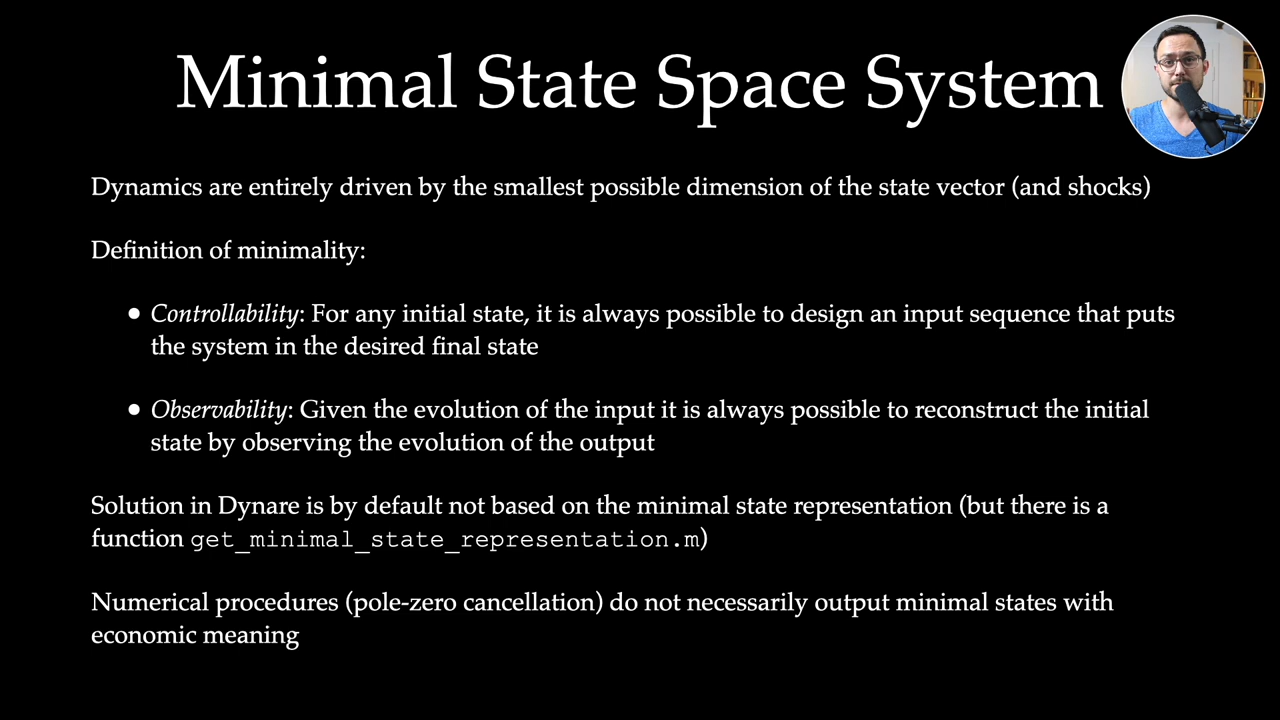 Minimal State Space System
Dynamics are entirely driven by the smallest possible dimension of the state vector (and shocks)
Definition of minimality:
• Controllability: For any initial state, it is always possible to design an input sequence that puts
the system in the desired final state
• Observability: Given the evolution of the input it is always possible to reconstruct the initial
state by observing the evolution of the output
Solution in Dynare is by default not based on the minimal state representation (but there is a
function get_minimal_state_representation.m)
Numerical procedures (pole-zero cancellation) do not necessarily output minimal states with
economic meaning